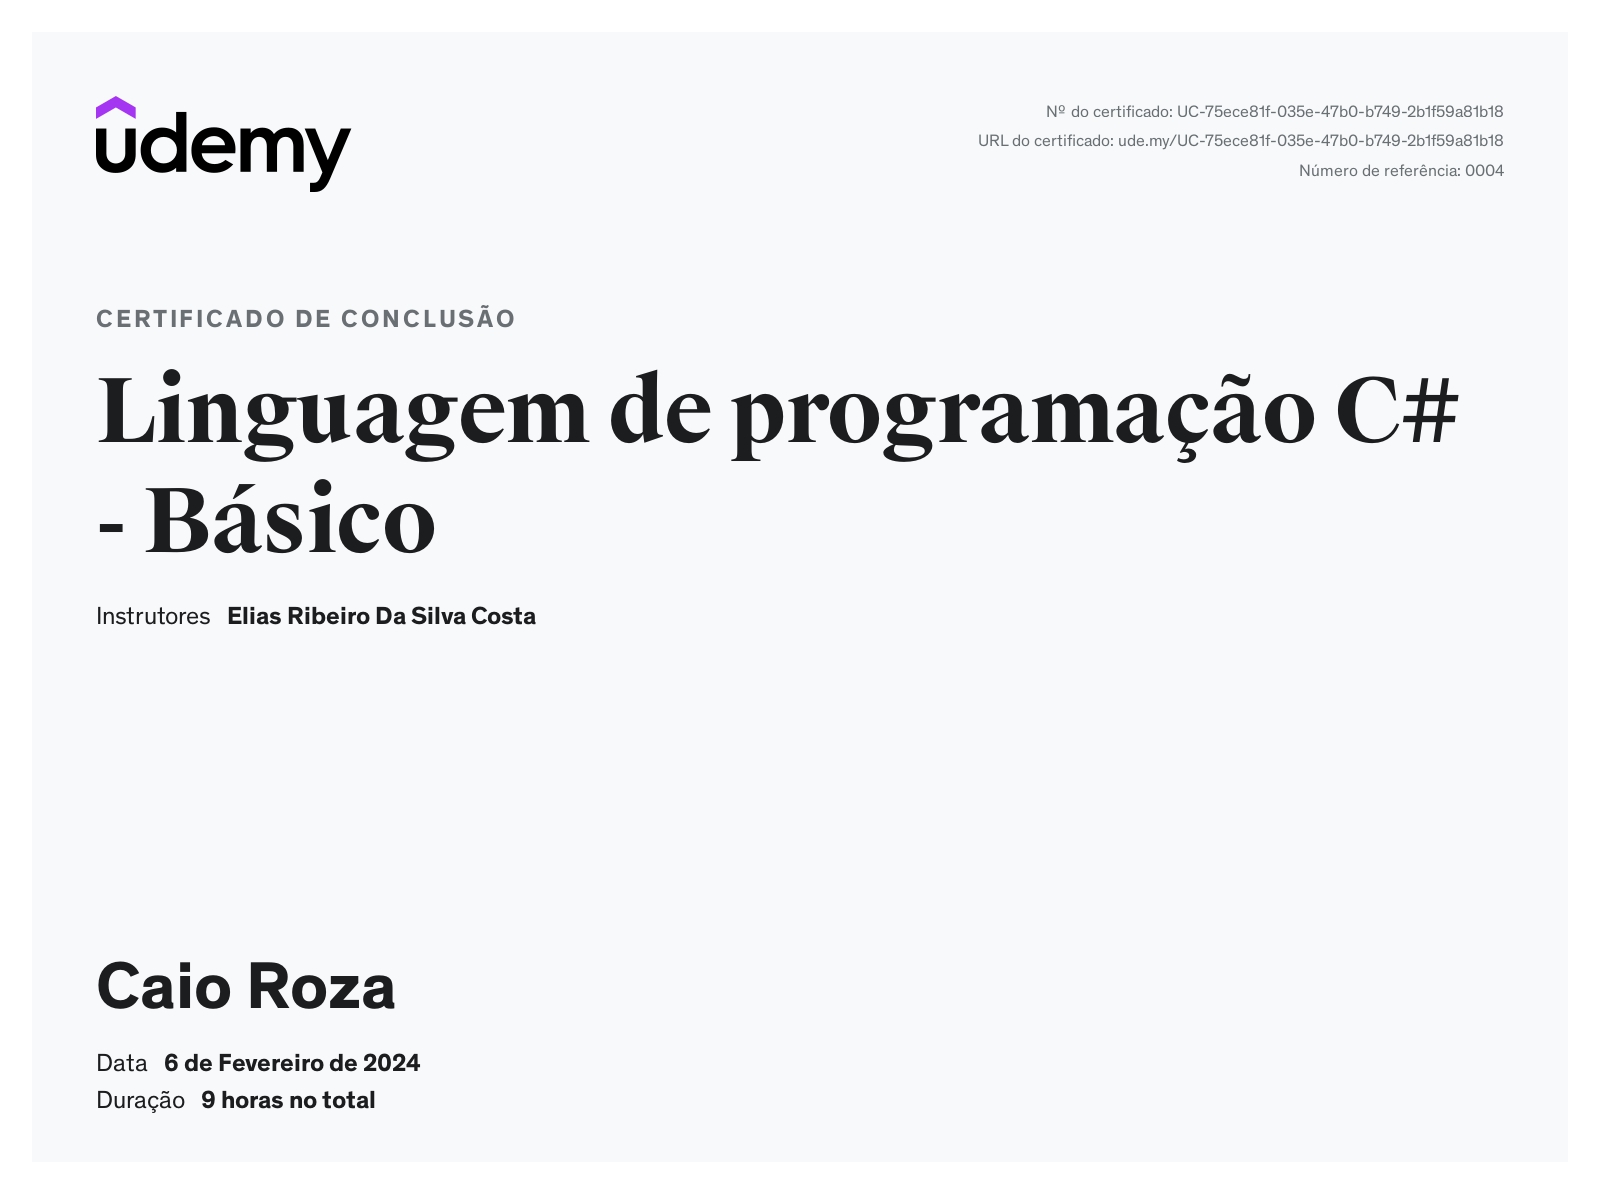 udemy
Nº do certificado: UC-75ece81f-035e-47b0-b749-2b1f59a81b18
URL do certificado: ude.my/UC-75ece81f-035e-47b0-b749-2b1f59a81b18
Número de referência: 0004
CERTIFICADO DE CONCLUSÃO
Linguagem de programação C#
- Básico
Instrutores Elias Ribeiro Da Silva Costa
Caio Roza
Data 6 de Fevereiro de 2024
Duração 9 horas no total